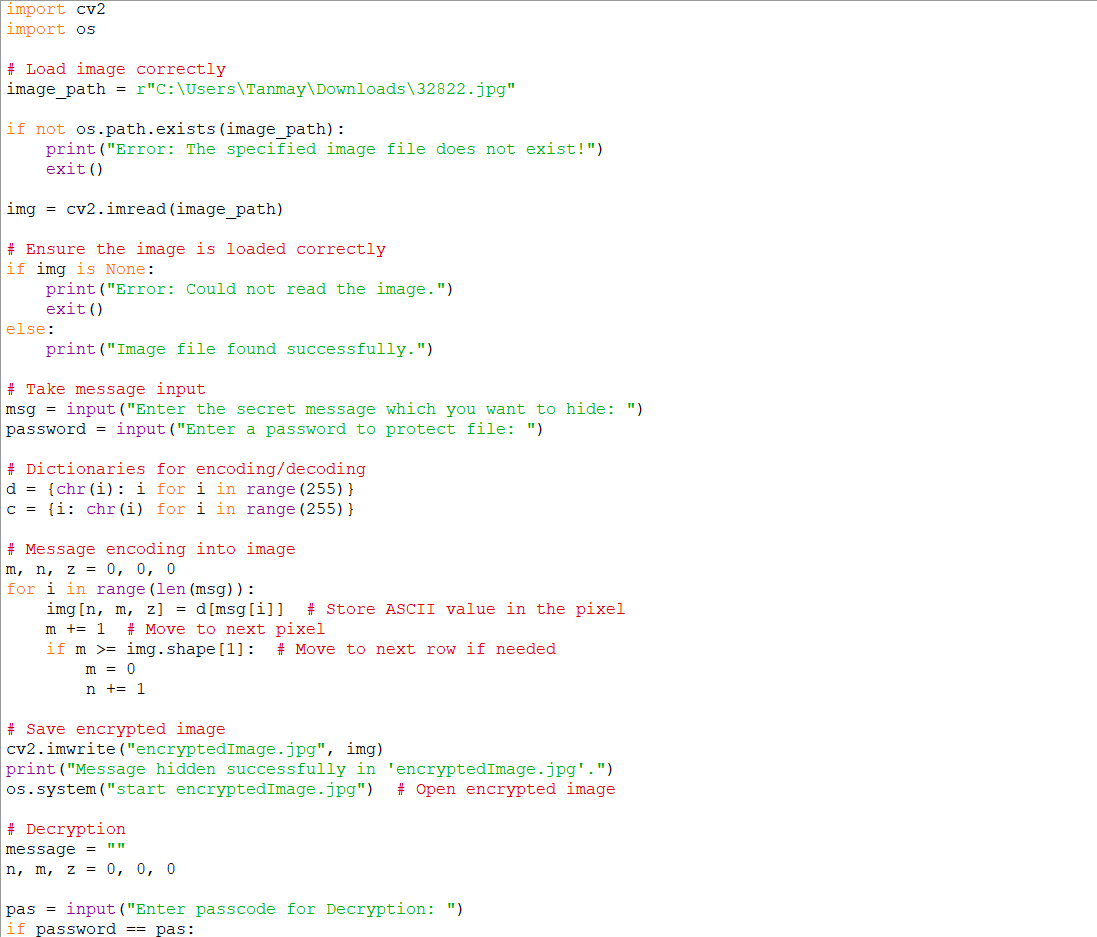 import cv2
import os

# Load image correctly
image_path = r"C:\Users\Tanmay\Downloads\32822.jpg"

if not os.path.exists(image_path):
    print("Error: The specified image file does not exist!")
    exit()

img = cv2.imread(image_path)

# Ensure the image is loaded correctly
if img is None:
    print("Error: Could not read the image.")
    exit()
else:
    print("Image file found successfully.")

# Take message input
msg = input("Enter the secret message which you want to hide: ")
password = input("Enter a password to protect file: ")

# Dictionaries for encoding/decoding
d = {chr(i): i for i in range(255)}
c = {i: chr(i) for i in range(255)}

# Message encoding into image
m, n, z = 0, 0, 0
for i in range(len(msg)):
    img[n, m, z] = d[msg[i]]  # Store ASCII value in the pixel
    m += 1  # Move to next pixel
    if m >= img.shape[1]:  # Move to next row if needed
        m = 0
        n += 1

# Save encrypted image
cv2.imwrite("encryptedImage.jpg", img)
print("Message hidden successfully in 'encryptedImage.jpg'.")
os.system("start encryptedImage.jpg")  # Open encrypted image

# Decryption
message = ""
n, m, z = 0, 0, 0

pas = input("Enter passcode for Decryption: ")
if password == pas: